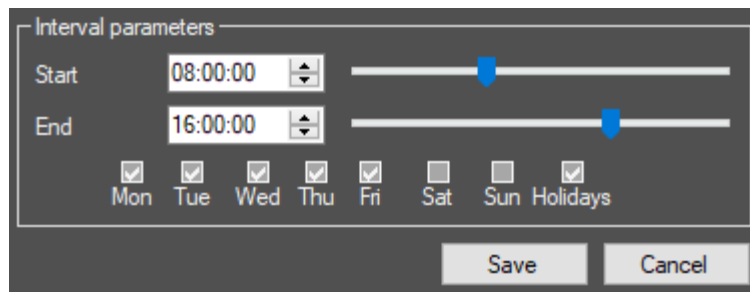 Interval parameters
Start 08:00:00
End 16:00:00
Mon Tue Wed Thu Fri Sat Sun Holidays
Save Cancel